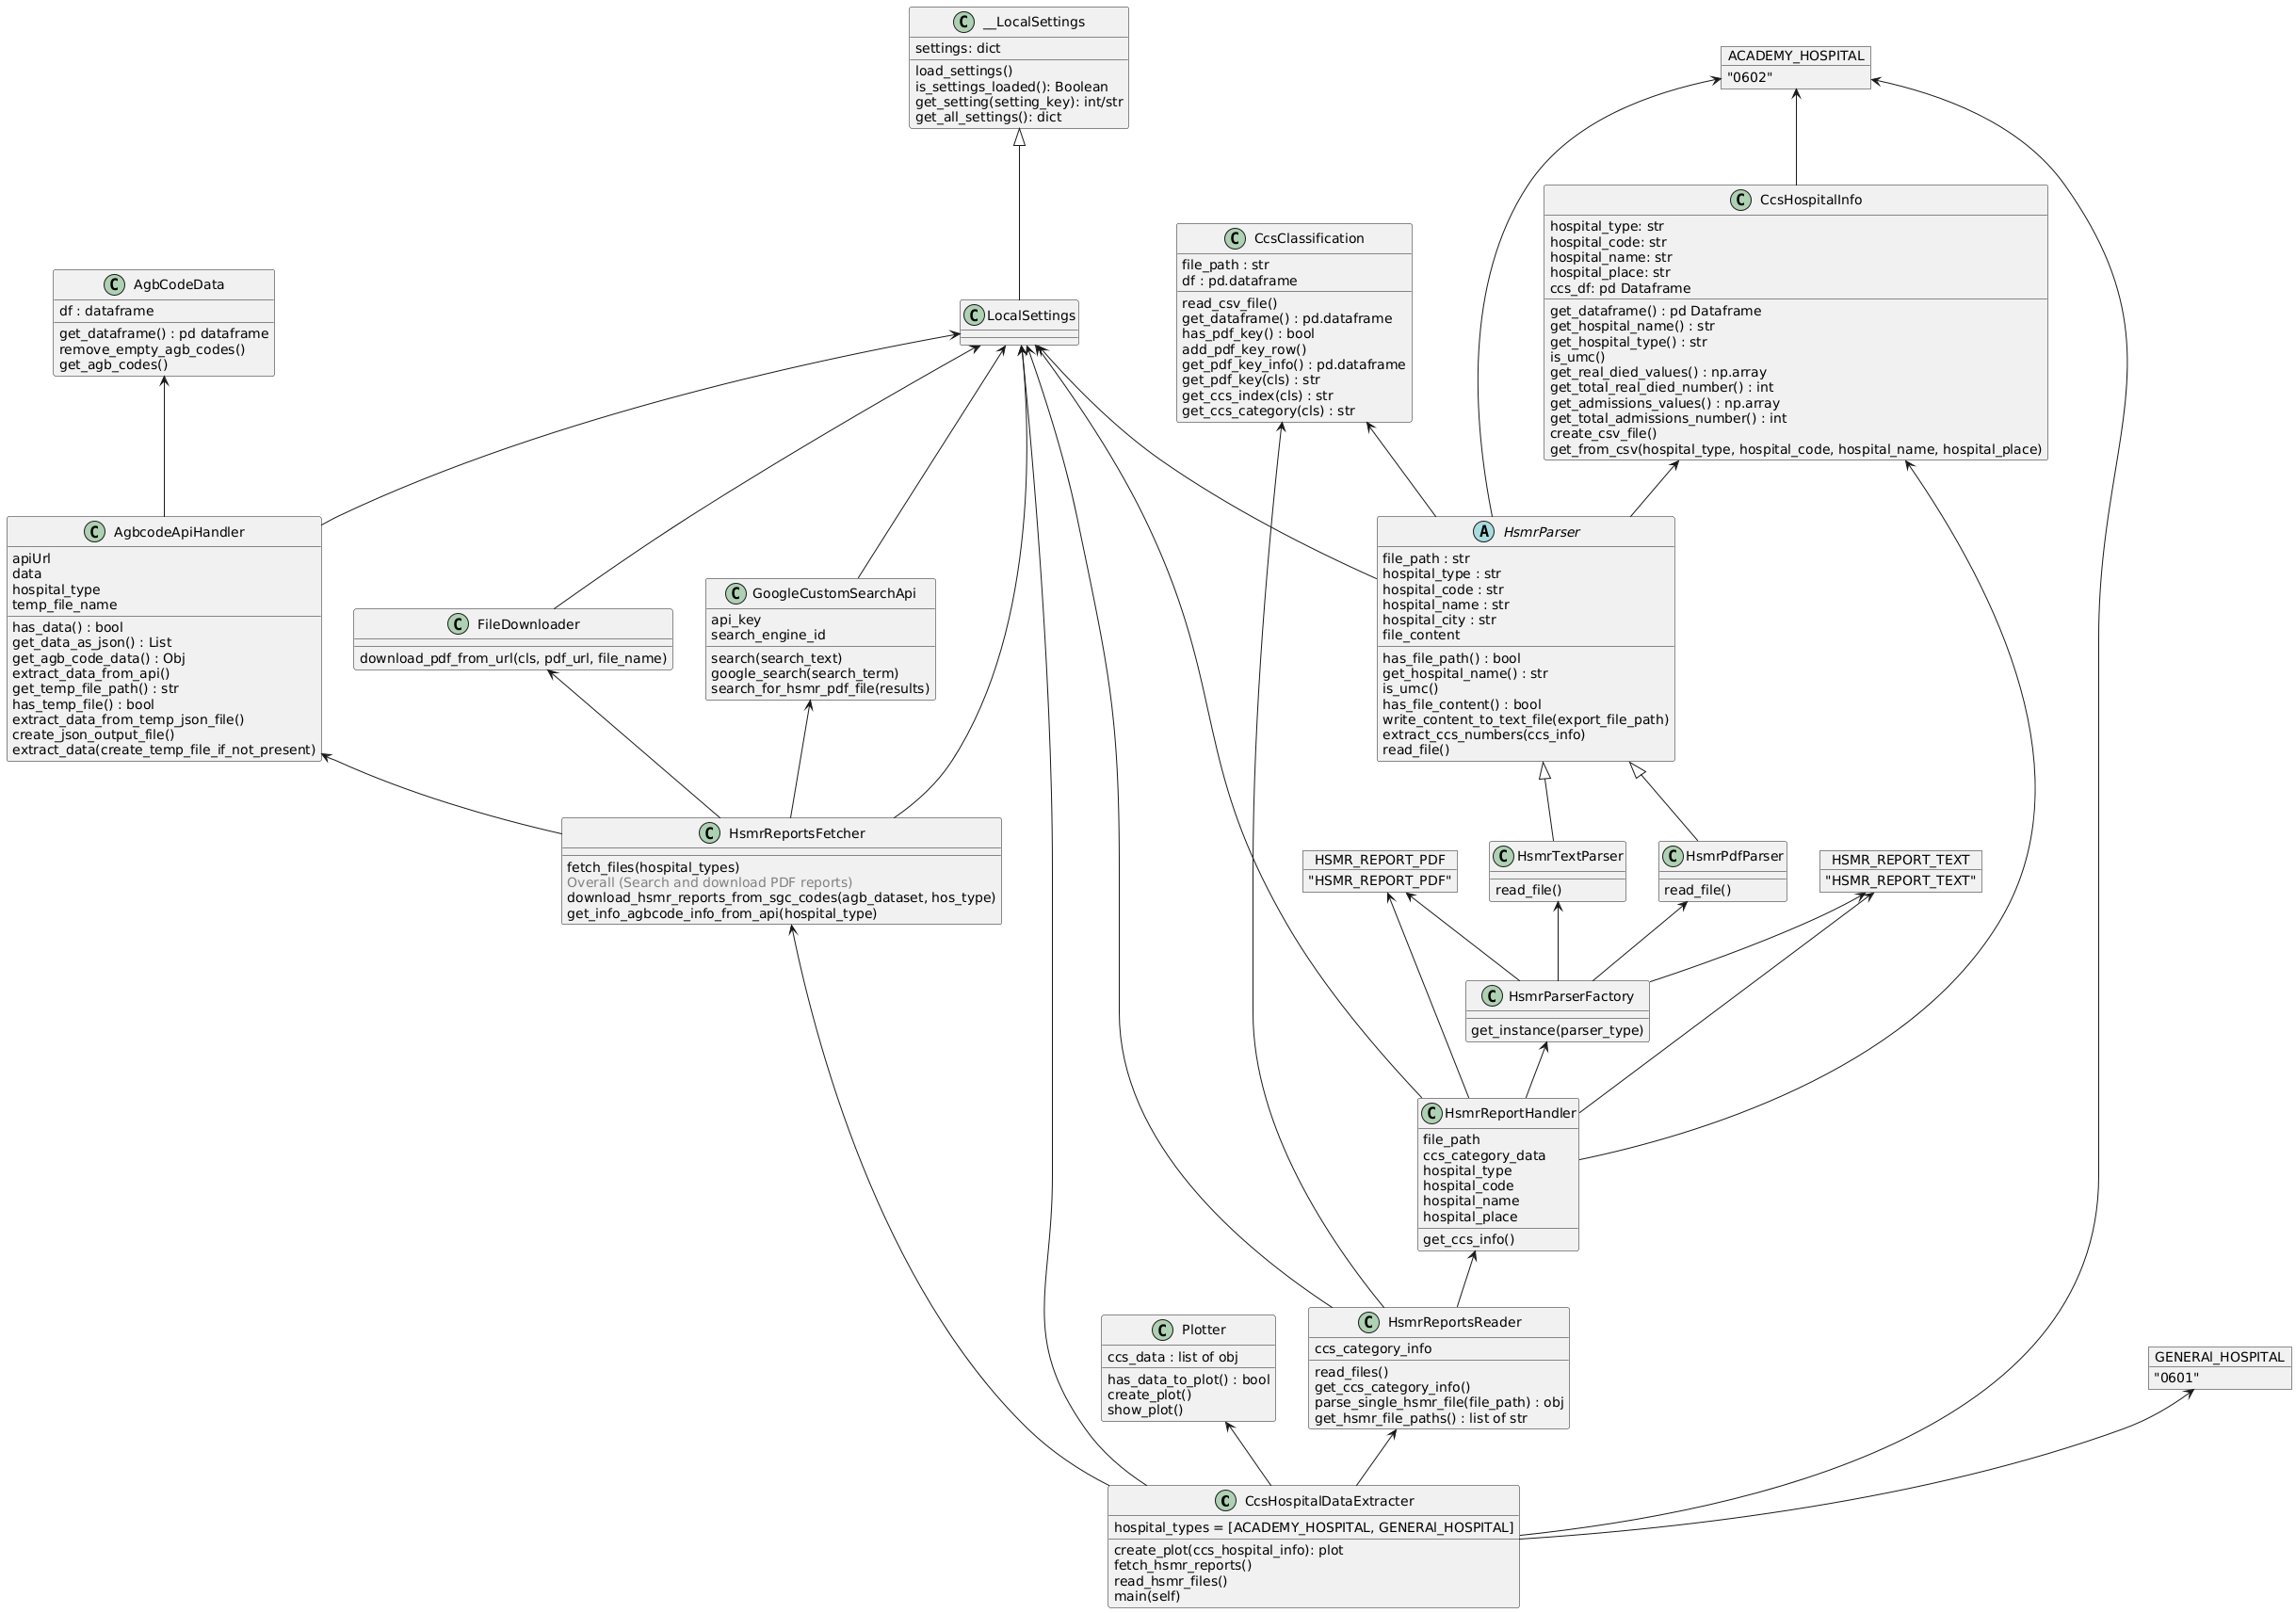 C __LocalSettings
settings: dict
load_settings()
is_settings_loaded(): Boolean
get_setting(setting_key): int/str
get_all_settings(): dict
ACADEMY_HOSPITAL
"0602"
C CcsHospitalInfo
hospital_type: str
hospital_code: str
hospital_name: str
hospital_place: str
ccs_df: pd Dataframe
get_dataframe() : pd Dataframe
get_hospital_name() : str
get_hospital_type() : str
is_umc()
get_real_died_values() : np.array
get_total_real_died_number() : int
get_admissions_values() : np.array
get_total_admissions_number() : int
create_csv_file()
get_from_csv(hospital_type, hospital_code, hospital_name, hospital_place)
C CcsClassification
file_path : str
df : pd.dataframe
read_csv_file()
get_dataframe() : pd.dataframe
has_pdf_key() : bool
add_pdf_key_row()
get_pdf_key_info() : pd.dataframe
get_pdf_key(cls) : str
get_ccs_index(cls) : str
get_ccs_category(cls) : str
C AgbCodeData
df : dataframe
get_dataframe() : pd dataframe
remove_empty_agb_codes()
get_agb_codes()
C LocalSettings
C AgbcodeApiHandler
apiUrl
data
hospital_type
temp_file_name
has_data() : bool
get_data_as_json() : List
get_agb_code_data() : Obj
extract_data_from_api()
get_temp_file_path() : str
has_temp_file() : bool
extract_data_from_temp_json_file()
create_json_output_file()
extract_data(create_temp_file_if_not_present)
C FileDownloader
download_pdf_from_url(cls, pdf_url, file_name)
C GoogleCustomSearchApi
api_key
search_engine_id
search(search_text)
google_search(search_term)
search_for_hsmr_pdf_file(results)
A HsmrParser
file_path : str
hospital_type : str
hospital_code : str
hospital_name : str
hospital_city : str
file_content
has_file_path() : bool
get_hospital_name() : str
is_umc()
has_file_content() : bool
write_content_to_text_file(export_file_path)
extract_ccs_numbers(ccs_info)
read_file()
C HsmrReportsFetcher
fetch_files(hospital_types)
Overall (Search and download PDF reports)
download_hsmr_reports_from_sgc_codes(agb_dataset, hos_type)
get_info_agbcode_info_from_api(hospital_type)
HSMR_REPORT_PDF
"HSMR_REPORT_PDF"
C HsmrTextParser
read_file()
C HsmrPdfParser
read_file()
HSMR_REPORT_TEXT
"HSMR_REPORT_TEXT"
C HsmrParserFactory
get_instance(parser_type)
C HsmrReportHandler
file_path
ccs_category_data
hospital_type
hospital_code
hospital_name
hospital_place
get_ccs_info()
C Plotter
ccs_data : list of obj
has_data_to_plot() : bool
create_plot()
show_plot()
C HsmrReportsReader
ccs_category_info
read_files()
get_ccs_category_info()
parse_single_hsmr_file(file_path) : obj
get_hsmr_file_paths() : list of str
GENERAl_HOSPITAL
"0601"
C CcsHospitalDataExtracter
hospital_types = [ACADEMY_HOSPITAL, GENERAl_HOSPITAL]
create_plot(ccs_hospital_info): plot
fetch_hsmr_reports()
read_hsmr_files()
main(self)